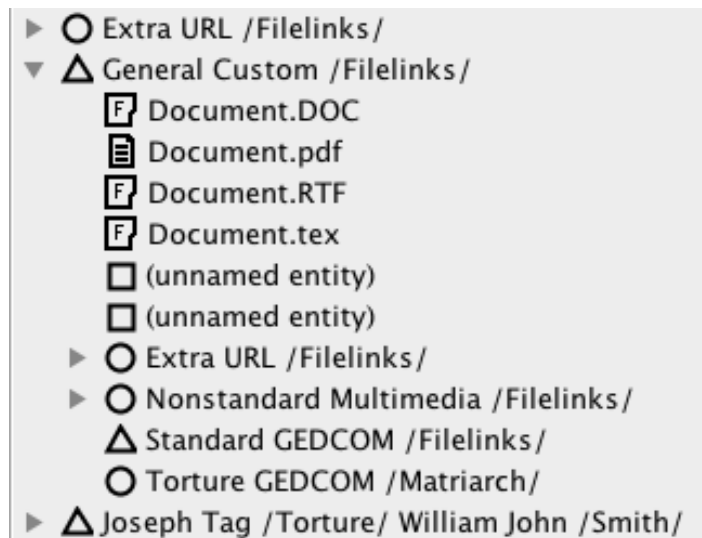 Extra URL /Filelinks/
General Custom /Filelinks/
F Document.DOC
Document.pdf
F Document.RTF
F Document.tex
(unnamed entity)
(unnamed entity)
Extra URL /Filelinks/
Nonstandard Multimedia /Filelinks/
Standard GEDCOM /Filelinks/
Torture GEDCOM /Matriarch/
Joseph Tag /Torture/ William John /Smith/